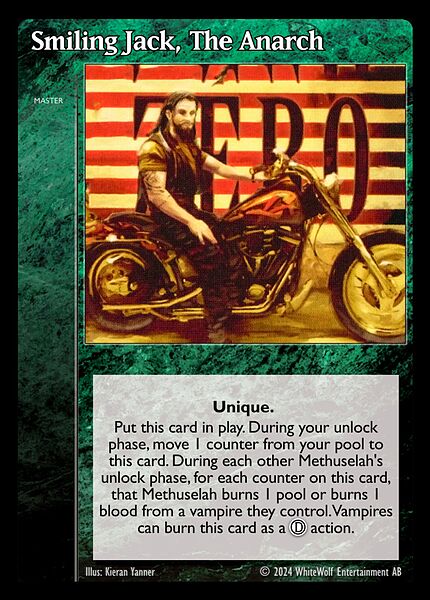 Smiling Jack, The Anarch
MASTER
ZERO
Unique.
Put this card in play. During your unlock
phase, move 1 counter from your pool to
this card. During each other Methuselah's
unlock phase, for each counter on this card,
that Methuselah burns 1 pool or burns 1
blood from a vampire they control. Vampires
can burn this card as a Ⓓ action.
Illus: Kieran Yanner
© 2024 WhiteWolf Entertainment AB